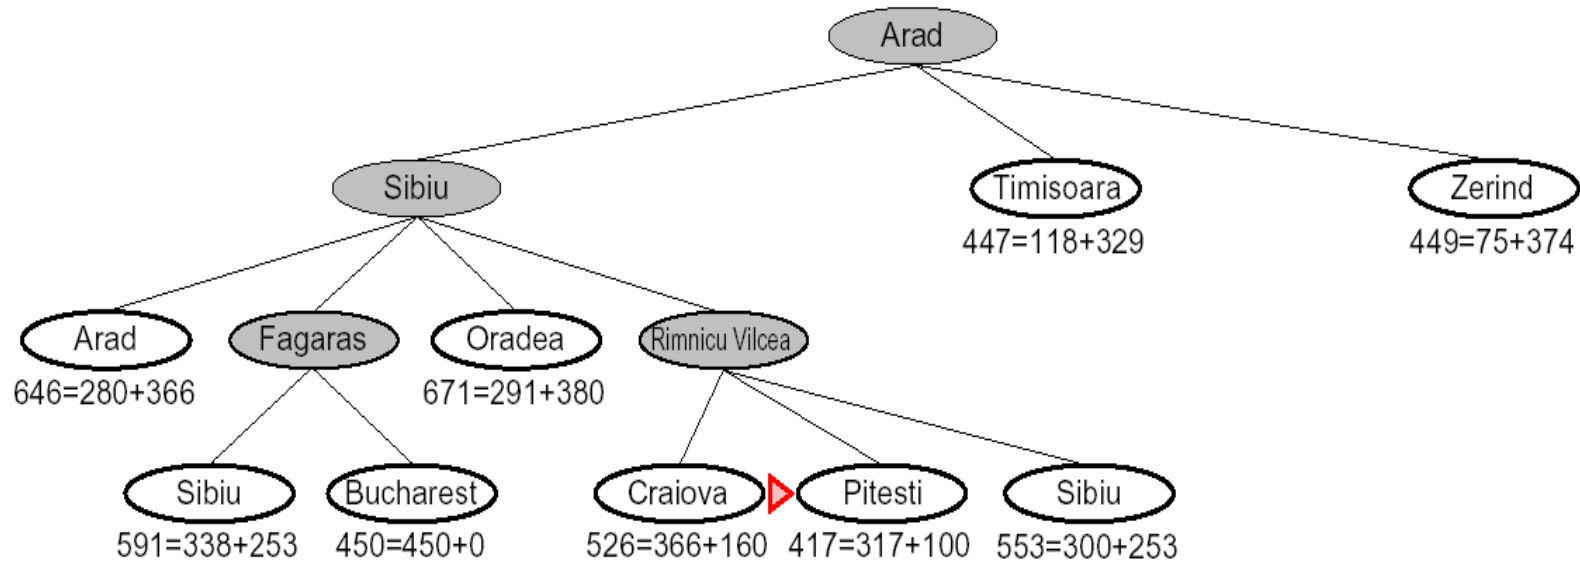 Arad
Sibiu
Timisoara
Zerind
447=118+329
449=75+374
Arad
Fagaras
Oradea
Rimnicu Vilcea
646=280+366
671=291+380
Sibiu
Bucharest
Craiova
Pitesti
Sibiu
591=338+253
450=450+0
526=366+160
417=317+100
553=300+253